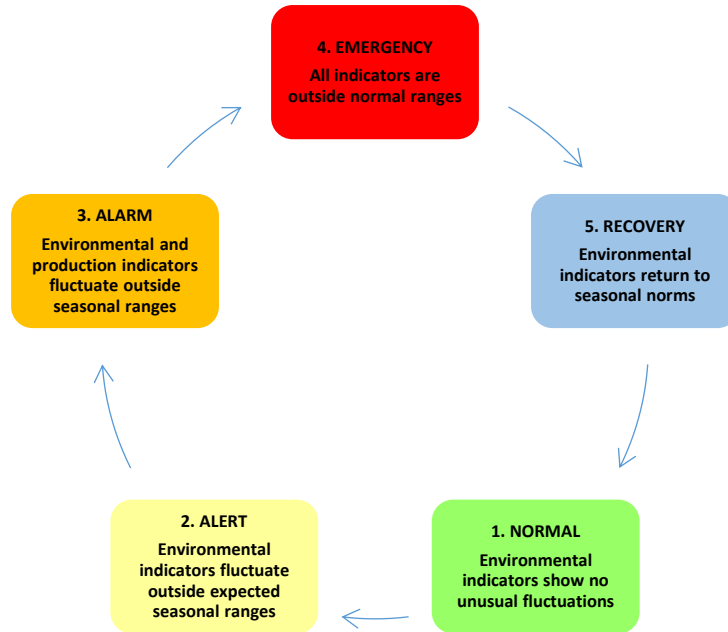 4. EMERGENCY
All indicators are
outside normal ranges
3. ALARM
Environmental and
production indicators
fluctuate outside
seasonal ranges
5. RECOVERY
Environmental
indicators return to
seasonal norms
2. ALERT
Environmental
indicators fluctuate
outside expected
seasonal ranges
1. NORMAL
Environmental
indicators show no
unusual fluctuations